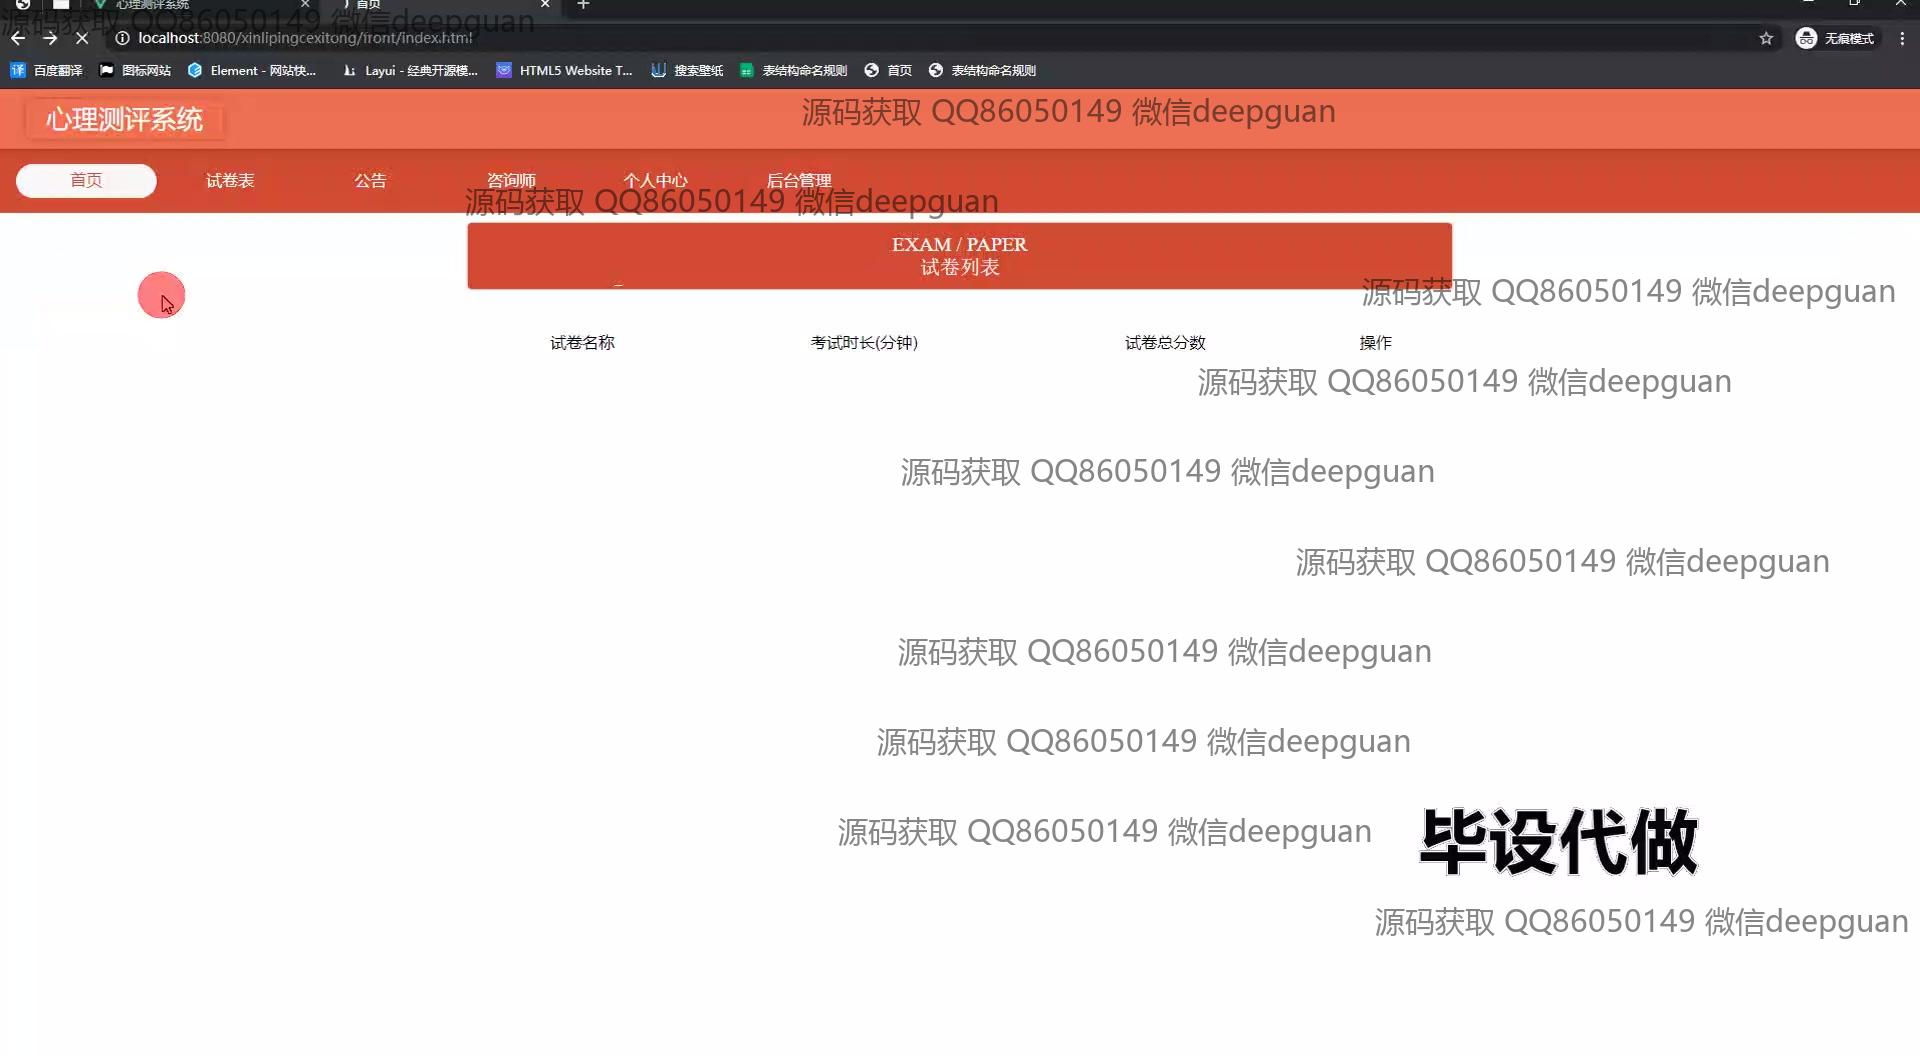 心理测评系统
首页
源码获取 QQ86050149 微信deepguan
localhost:8080/xinlipingcexitong/front/index.html
无痕模式
百度翻译 图标网站 Element - 网站快... Layui - 经典开源模... HTML5 Website T... 搜索壁纸 表结构命名规则 首页 表结构命名规则
心理测评系统
源码获取 QQ86050149 微信deepguan
首页 试卷表 公告 咨询师 个人中心 后台管理
源码获取 QQ86050149 微信deepguan
EXAM / PAPER
试卷列表
源码获取 QQ86050149 微信deepguan
试卷名称 考试时长(分钟) 试卷总分数 操作
源码获取 QQ86050149 微信deepguan
源码获取 QQ86050149 微信deepguan
源码获取 QQ86050149 微信deepguan
源码获取 QQ86050149 微信deepguan
源码获取 QQ86050149 微信deepguan
源码获取 QQ86050149 微信deepguan
毕设代做
源码获取 QQ86050149 微信deepguan